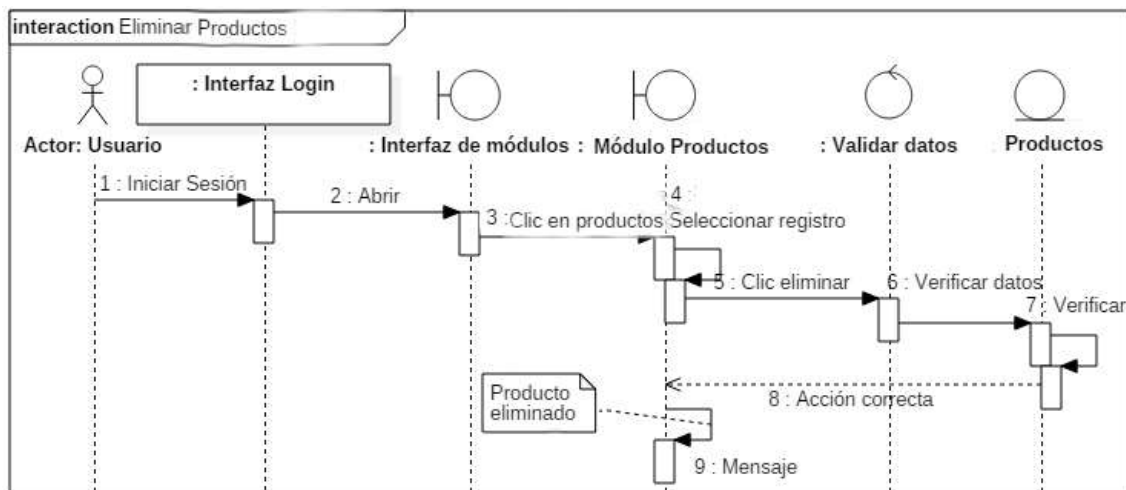 interaction Eliminar Productos
: Interfaz Login
Actor: Usuario
: Interfaz de módulos
: Módulo Productos
: Validar datos
Productos
1 : Iniciar Sesión
2 : Abrir
3 : Clic en productos
4 :
Seleccionar registro
5 : Clic eliminar
6 : Verificar datos
7 : Verificar
8 : Acción correcta
Producto
eliminado
9 : Mensaje